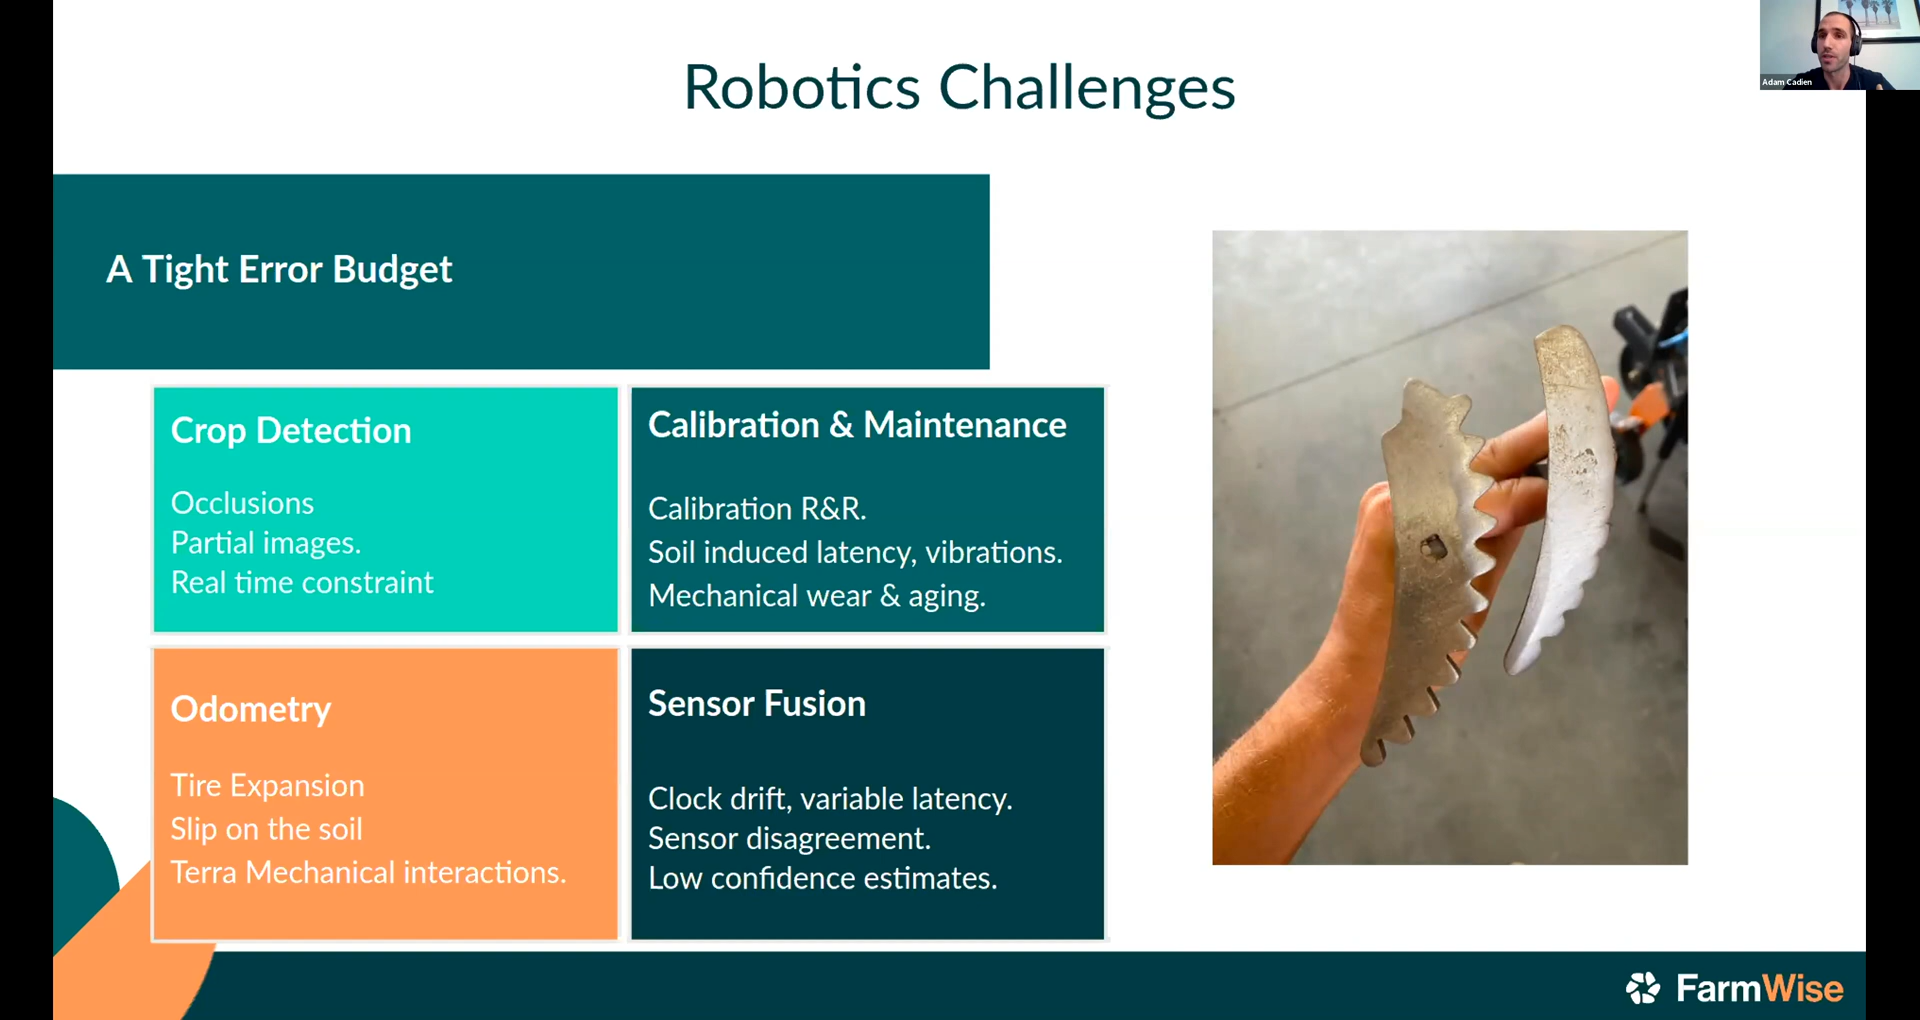 Robotics Challenges
Adam Cadien
A Tight Error Budget
Crop Detection
Occlusions
Partial images.
Real time constraint
Calibration & Maintenance
Calibration R&R.
Soil induced latency, vibrations.
Mechanical wear & aging.
Odometry
Tire Expansion
Slip on the soil
Terra Mechanical interactions.
Sensor Fusion
Clock drift, variable latency.
Sensor disagreement.
Low confidence estimates.
FarmWise